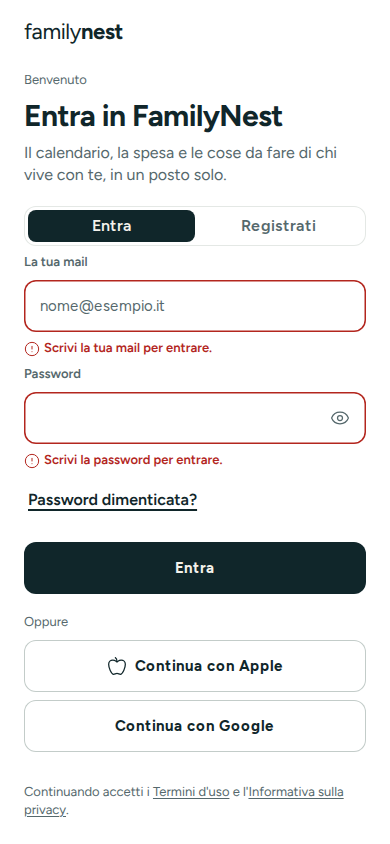 familynest
Benvenuto
Entra in FamilyNest
Il calendario, la spesa e le cose da fare di chi
vive con te, in un posto solo.
Entra
Registrati
La tua mail
nome@esempio.it
Scrivi la tua mail per entrare.
Password
Scrivi la password per entrare.
Password dimenticata?
Entra
Oppure
Continua con Apple
Continua con Google
Continuando accetti i Termini d'uso e l'Informativa sulla
privacy.